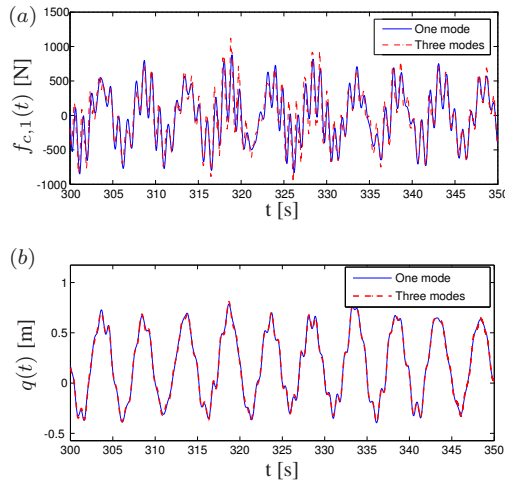 (a)
1500
1000
500
0
-500
-1000
f_{c,1}(t) [N]
One mode
Three modes
300 305 310 315 320 325 330 335 340 345 350
t [s]
(b)
1
0.5
0
-0.5
q(t) [m]
One mode
Three modes
300 305 310 315 320 325 330 335 340 345 350
t [s]